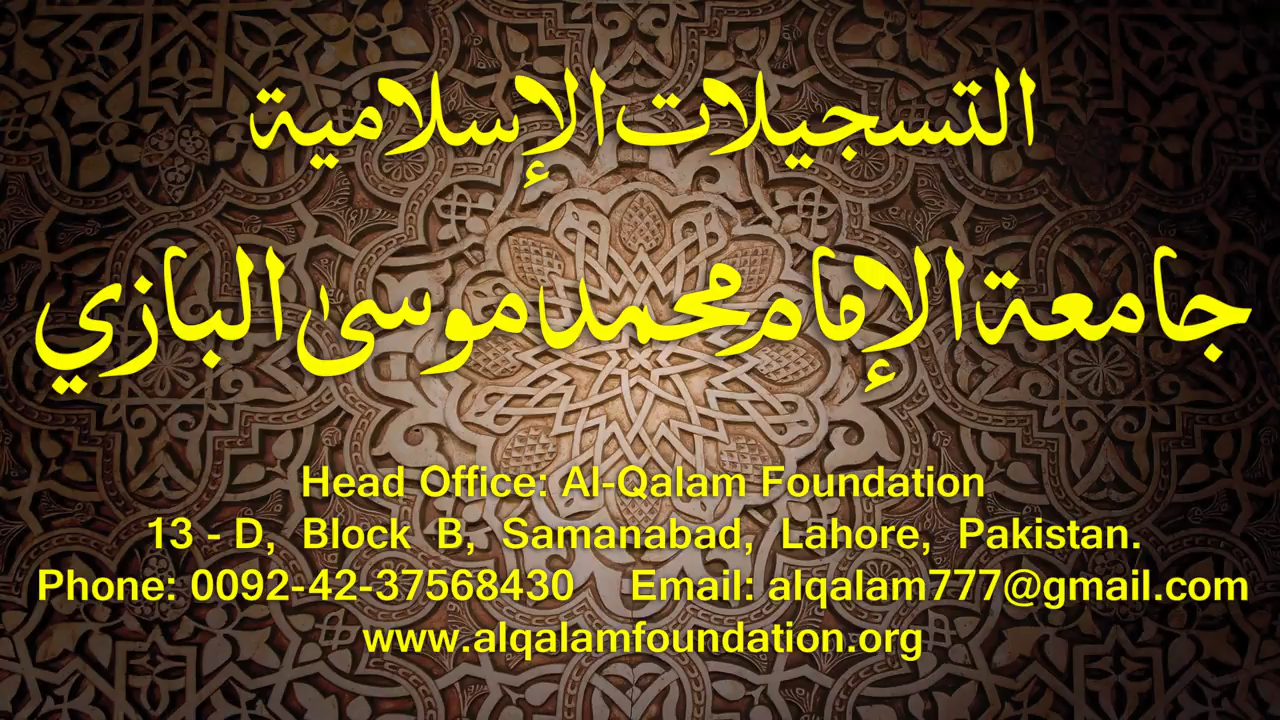 التسجيلات الإسلامية
جامعة الإمام محمد موسى البازي
Head Office: Al-Qalam Foundation
13 - D, Block B, Samanabad, Lahore, Pakistan.
Phone: 0092-42-37568430 Email: alqalam777@gmail.com
www.alqalamfoundation.org